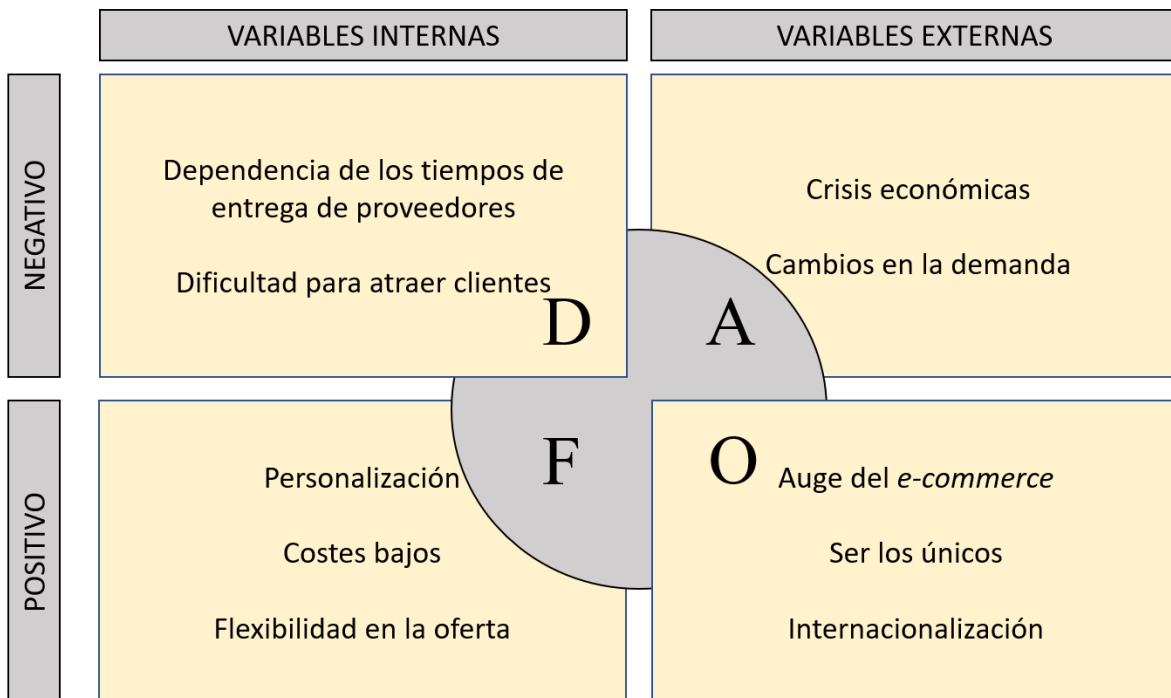 VARIABLES INTERNAS
VARIABLES EXTERNAS
NEGATIVO
Dependencia de los tiempos de
entrega de proveedores
Dificultad para atraer clientes
D
Crisis económicas
Cambios en la demanda
A
POSITIVO
F
Personalización
Costes bajos
Flexibilidad en la oferta
O
Auge del e-commerce
Ser los únicos
Internacionalización